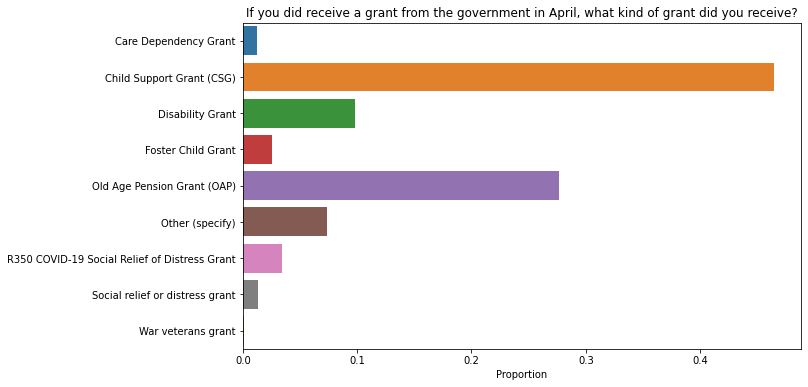 If you did receive a grant from the government in April, what kind of grant did you receive?
Care Dependency Grant
Child Support Grant (CSG)
Disability Grant
Foster Child Grant
Old Age Pension Grant (OAP)
Other (specify)
R350 COVID-19 Social Relief of Distress Grant
Social relief or distress grant
War veterans grant
0.0 0.1 0.2 0.3 0.4
Proportion